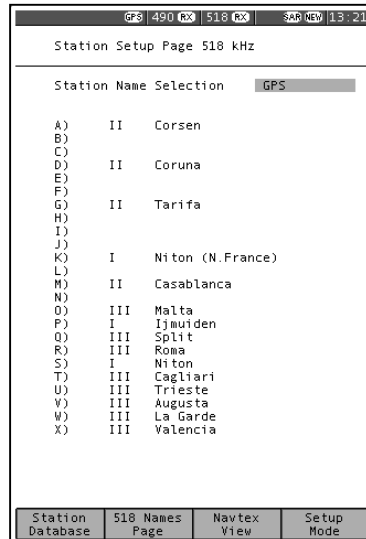 GPS 490 RX 518 RX SAR NEW 13:21
Station Setup Page 518 kHz
Station Name Selection GPS
A) II Corsen
B)
C)
D) II Coruna
E)
F)
G) II Tarifa
H)
I)
J)
K) I Niton (N.France)
L)
M) II Casablanca
N)
O) III Malta
P) I Ijmuiden
Q) III Split
R) III Roma
S) I Niton
T) III Cagliari
U) III Trieste
V) III Augusta
W) III La Garde
X) III Valencia
Station Database 518 Names Page Navtex View Setup Mode